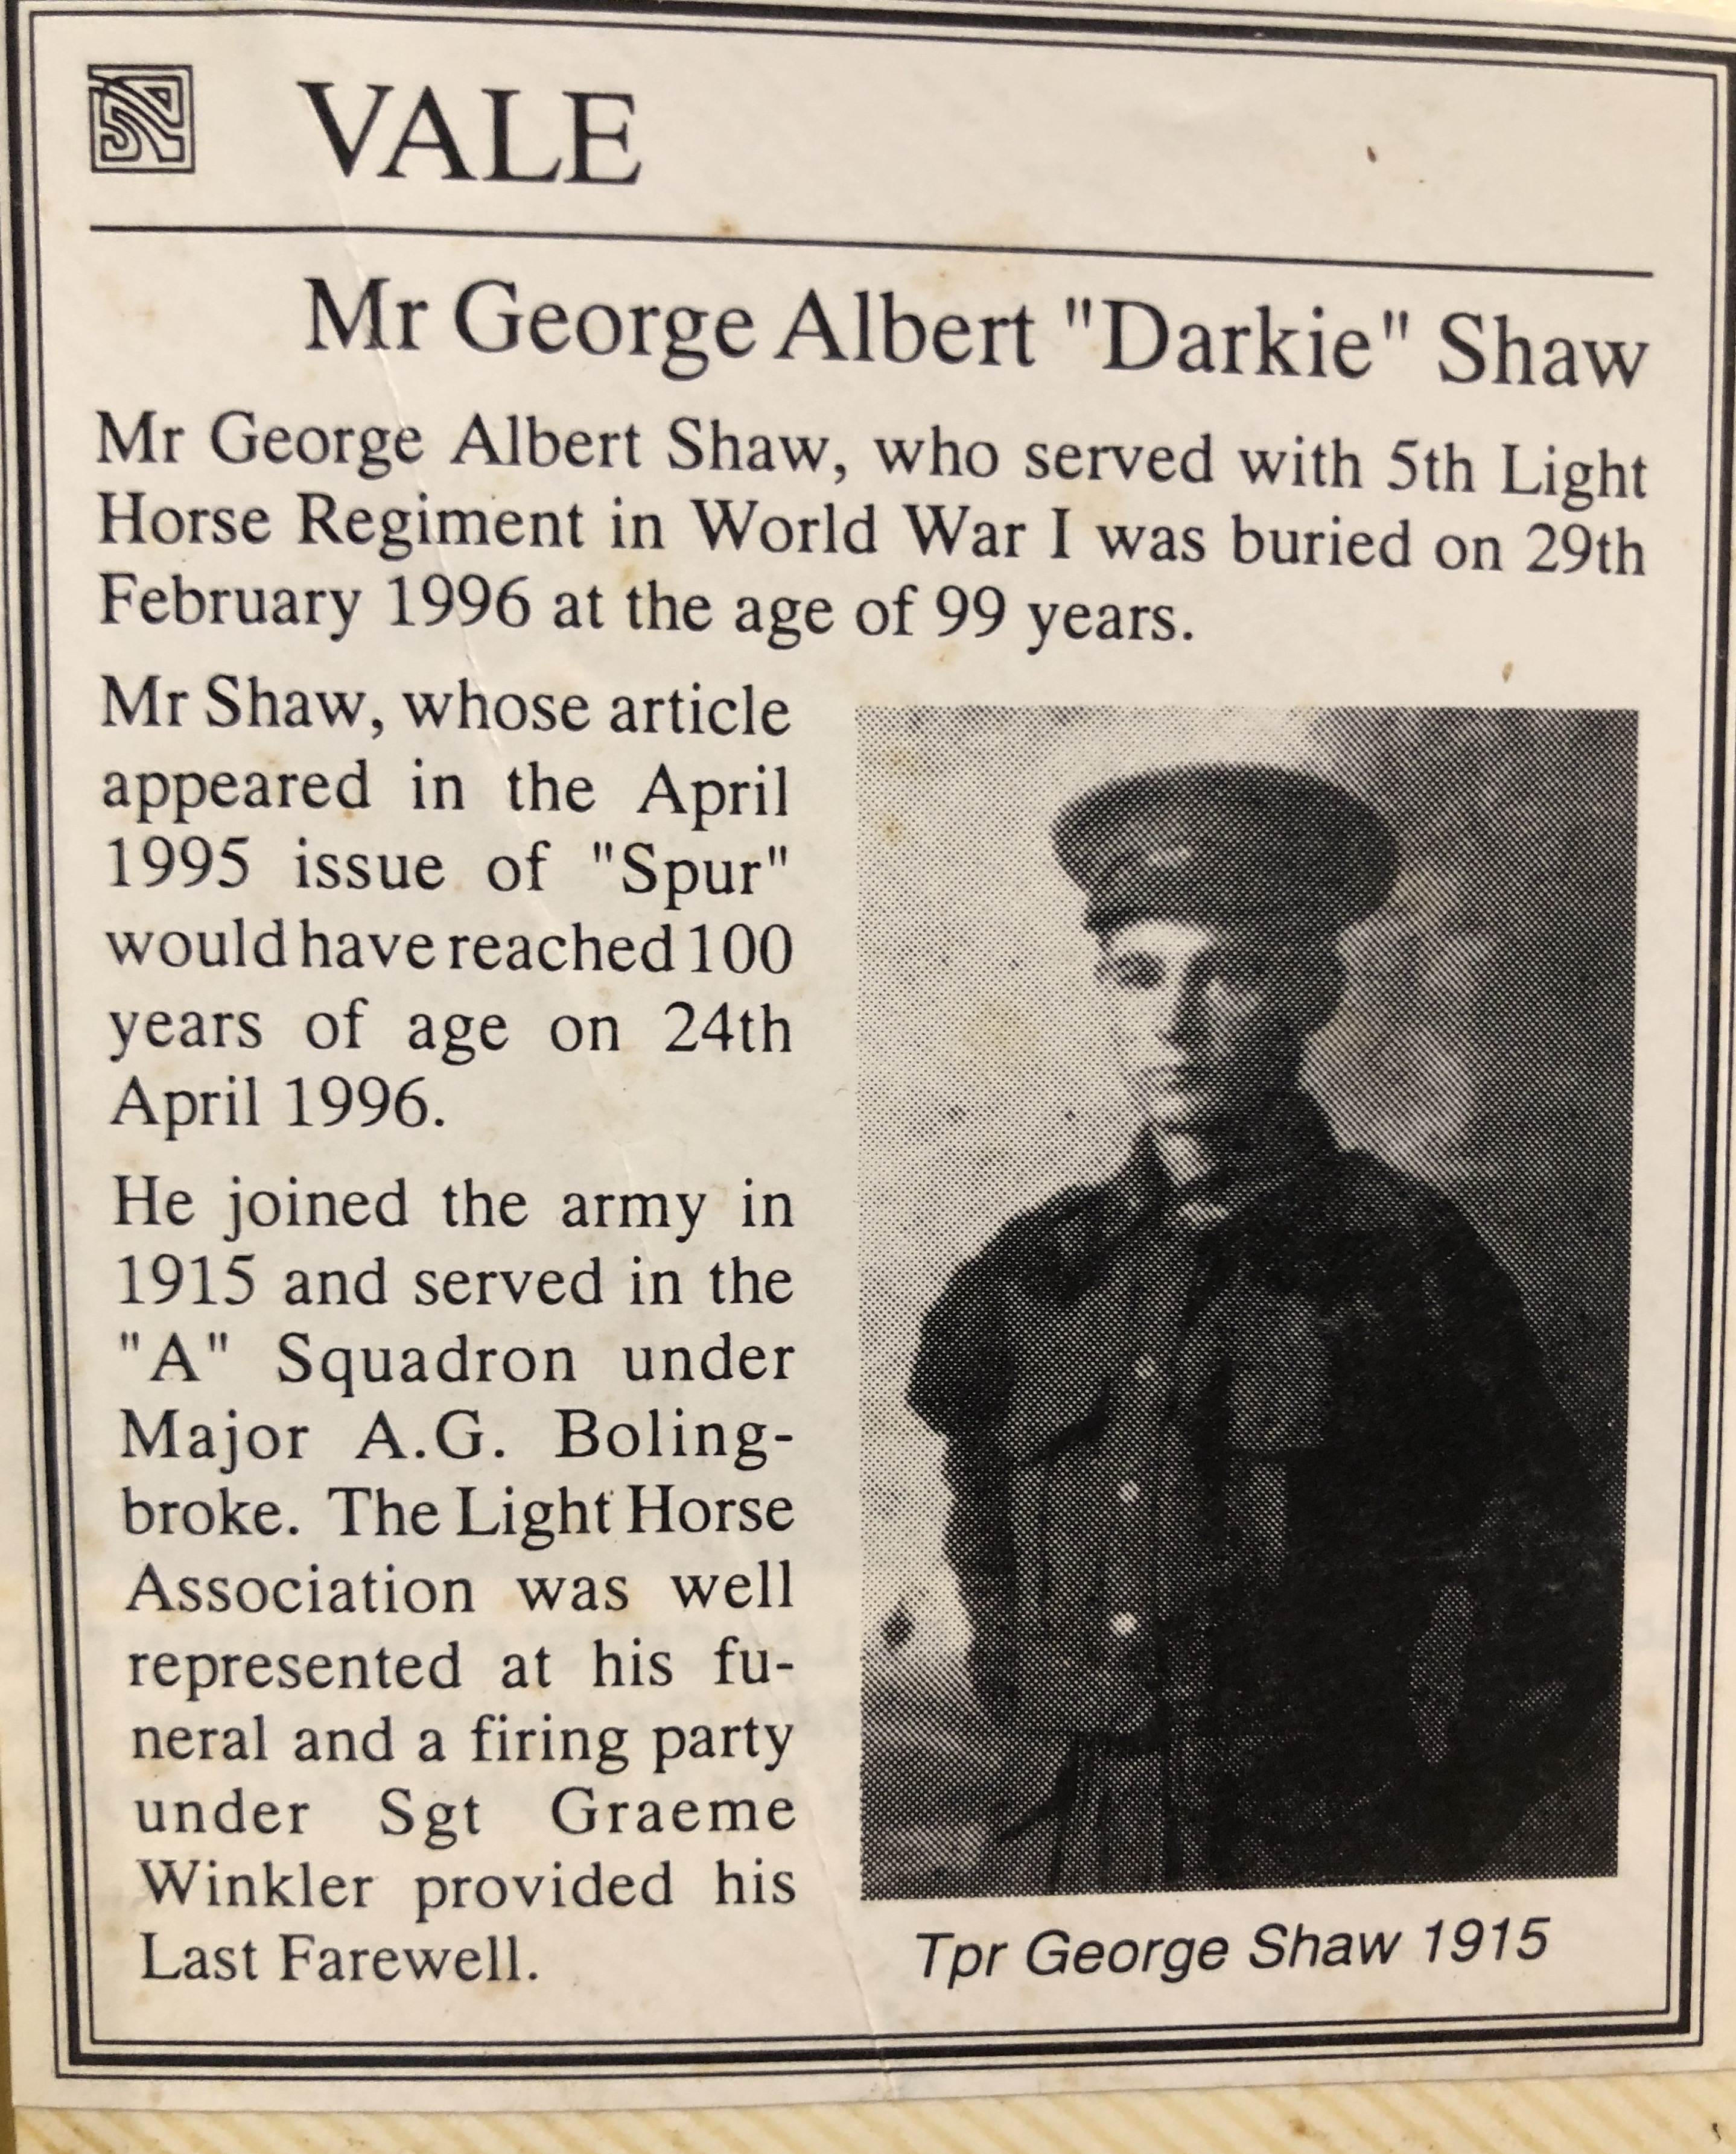 VALE
Mr George Albert "Darkie" Shaw
Mr George Albert Shaw, who served with 5th Light
Horse Regiment in World War I was buried on 29th
February 1996 at the age of 99 years.
Mr Shaw, whose article
appeared in the April
1995 issue of "Spur"
would have reached 100
years of age on 24th
April 1996.
He joined the army in
1915 and served in the
"A" Squadron under
Major A.G. Boling-
broke. The Light Horse
Association was well
represented at his fu-
neral and a firing party
under Sgt Graeme
Winkler provided his
Last Farewell.
Tpr George Shaw 1915